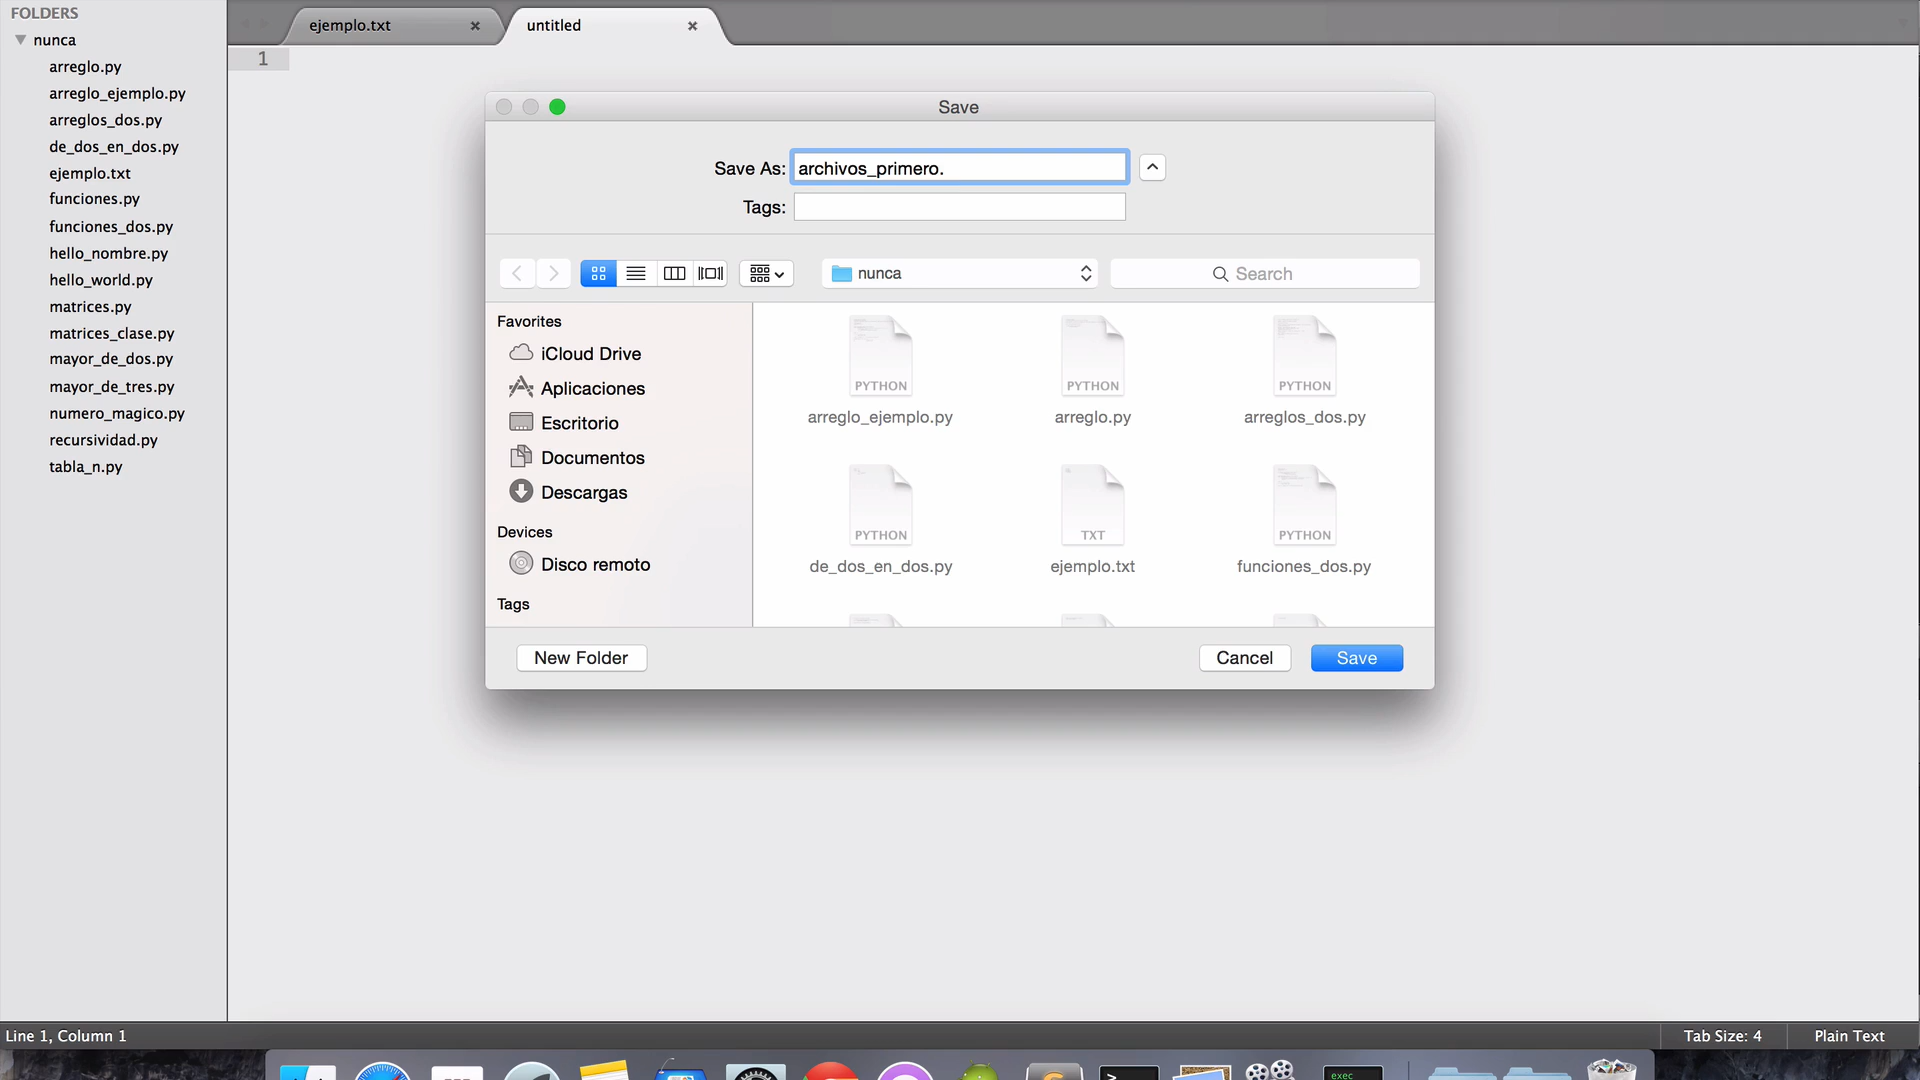 FOLDERS
nunca
arreglo.py
arreglo_ejemplo.py
arreglos_dos.py
de_dos_en_dos.py
ejemplo.txt
funciones.py
funciones_dos.py
hello_nombre.py
hello_world.py
matrices.py
matrices_clase.py
mayor_de_dos.py
mayor_de_tres.py
numero_magico.py
recursividad.py
tabla_n.py
ejemplo.txt
untitled
1
Save
Save As: archivos_primero.
Tags:
nunca
Search
Favorites
iCloud Drive
Aplicaciones
Escritorio
Documentos
Descargas
Devices
Disco remoto
Tags
PYTHON PYTHON PYTHON
arreglo_ejemplo.py arreglo.py arreglos_dos.py
PYTHON TXT PYTHON
de_dos_en_dos.py ejemplo.txt funciones_dos.py
New Folder Cancel Save
Line 1, Column 1 Tab Size: 4 Plain Text
exec